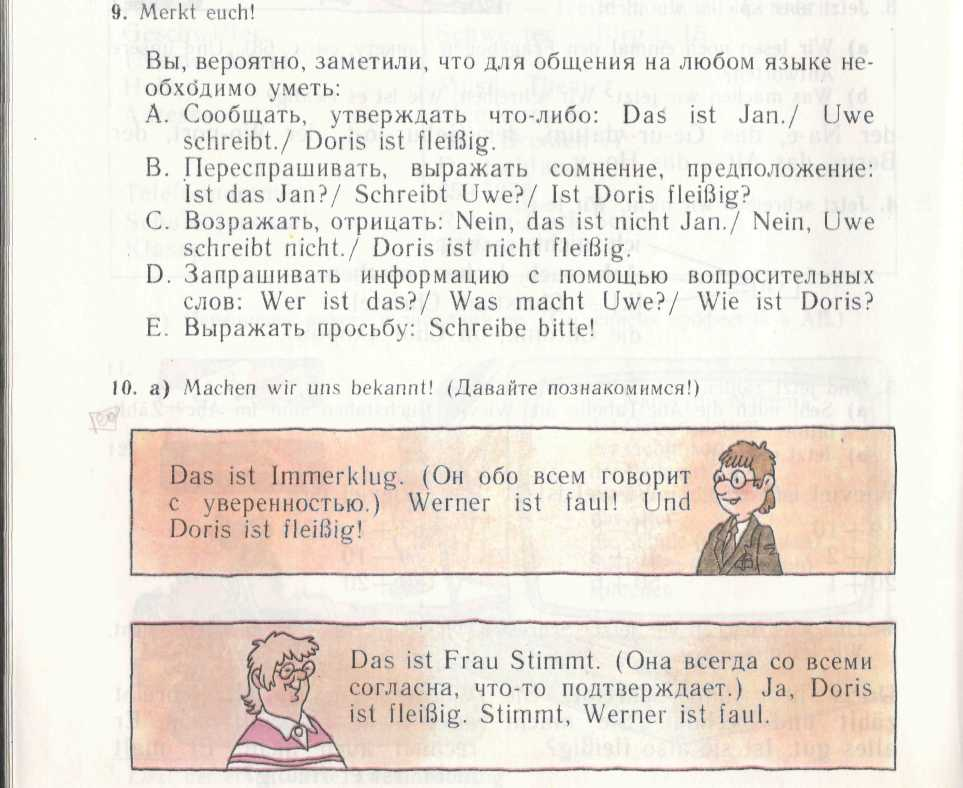 9. Merkt euch!
Вы, вероятно, заметили, что для общения на любом языке не-
обходимо уметь:
A. Сообщать, утверждать что-либо: Das ist Jan./ Uwe
schreibt./ Doris ist fleißig.
B. Переспрашивать, выражать сомнение, предположение:
Ist das Jan?/ Schreibt Uwe?/ Ist Doris fleißig?
C. Возражать, отрицать: Nein, das ist nicht Jan./ Nein, Uwe
schreibt nicht./ Doris ist nicht fleißig.
D. Запрашивать информацию с помощью вопросительных
слов: Wer ist das?/ Was macht Uwe?/ Wie ist Doris?
E. Выражать просьбу: Schreibe bitte!
10. a) Machen wir uns bekannt! (Давайте познакомимся!)
Das ist Immerklug. (Он обо всем говорит
с уверенностью.) Werner ist faul! Und
Doris ist fleißig!
Das ist Frau Stimmt. (Она всегда со всеми
согласна, что-то подтверждает.) Ja, Doris
ist fleißig. Stimmt, Werner ist faul.